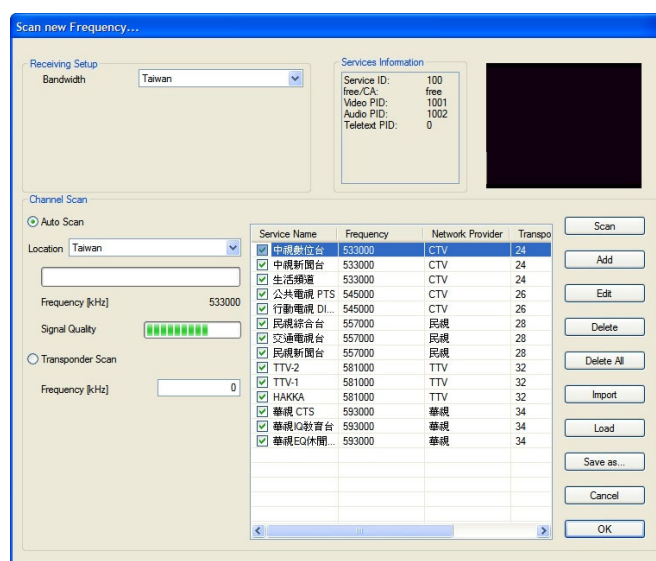 Scan new Frequency...
Receiving Setup
Bandwidth Taiwan
Services Information
Service ID: 100
free/CA: free
Video PID: 1001
Audio PID: 1002
Teletext PID: 0
Channel Scan
Auto Scan
Location Taiwan
Frequency [kHz] 533000
Signal Quality
Transponder Scan
Frequency [kHz] 0
Service Name Frequency Network Provider Transpo
中視數位台 533000 CTV 24
中視新聞台 533000 CTV 24
生活頻道 533000 CTV 24
公共電視 PTS 545000 CTV 26
行動電視 DI... 545000 CTV 26
民視綜合台 557000 民視 28
交通電視台 557000 民視 28
民視新聞台 557000 民視 28
TTV-2 581000 TTV 32
TTV-1 581000 TTV 32
HAKKA 581000 TTV 32
華視 CTS 593000 華視 34
華視IQ教育台 593000 華視 34
華視EQ休閒... 593000 華視 34
Scan
Add
Edit
Delete
Delete All
Import
Load
Save as...
Cancel
OK